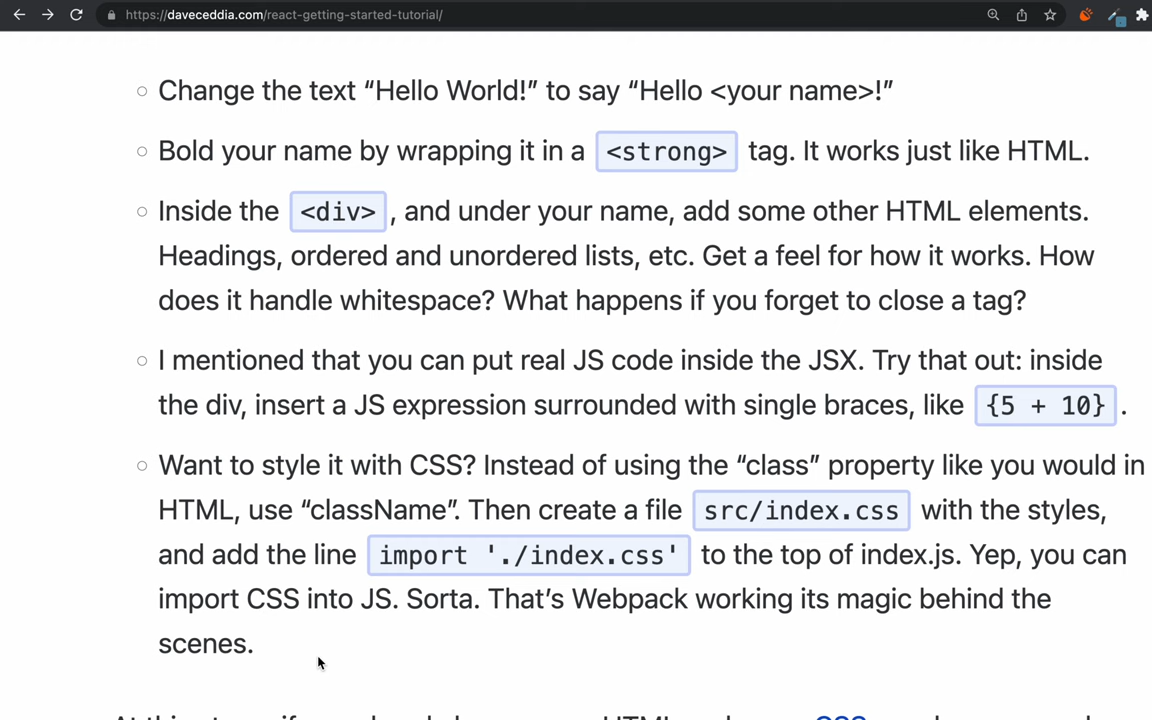 https://daveceddia.com/react-getting-started-tutorial/
Change the text “Hello World!” to say “Hello <your name>!”
Bold your name by wrapping it in a <strong> tag. It works just like HTML.
Inside the <div>, and under your name, add some other HTML elements.
Headings, ordered and unordered lists, etc. Get a feel for how it works. How
does it handle whitespace? What happens if you forget to close a tag?
I mentioned that you can put real JS code inside the JSX. Try that out: inside
the div, insert a JS expression surrounded with single braces, like {5 + 10}.
Want to style it with CSS? Instead of using the “class” property like you would in
HTML, use “className”. Then create a file src/index.css with the styles,
and add the line import './index.css' to the top of index.js. Yep, you can
import CSS into JS. Sorta. That’s Webpack working its magic behind the
scenes.